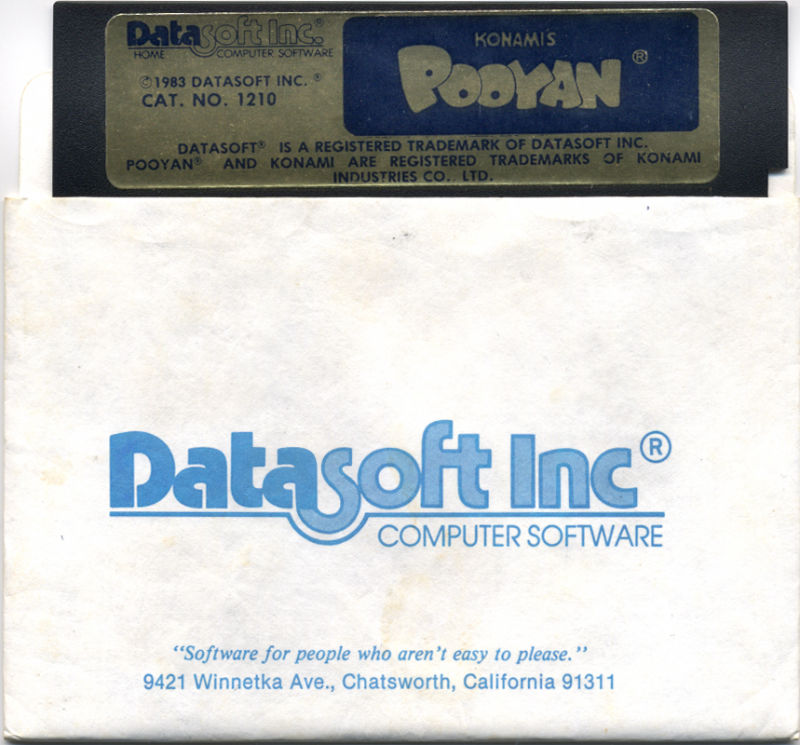 Datasoft Inc.®
HOME COMPUTER SOFTWARE
©1983 DATASOFT INC.®
CAT. NO. 1210
KONAMI'S
POOYAN®
DATASOFT® IS A REGISTERED TRADEMARK OF DATASOFT INC.
POOYAN® AND KONAMI ARE REGISTERED TRADEMARKS OF KONAMI
INDUSTRIES CO. LTD.
Datasoft Inc®
COMPUTER SOFTWARE
“Software for people who aren’t easy to please.”
9421 Winnetka Ave., Chatsworth, California 91311